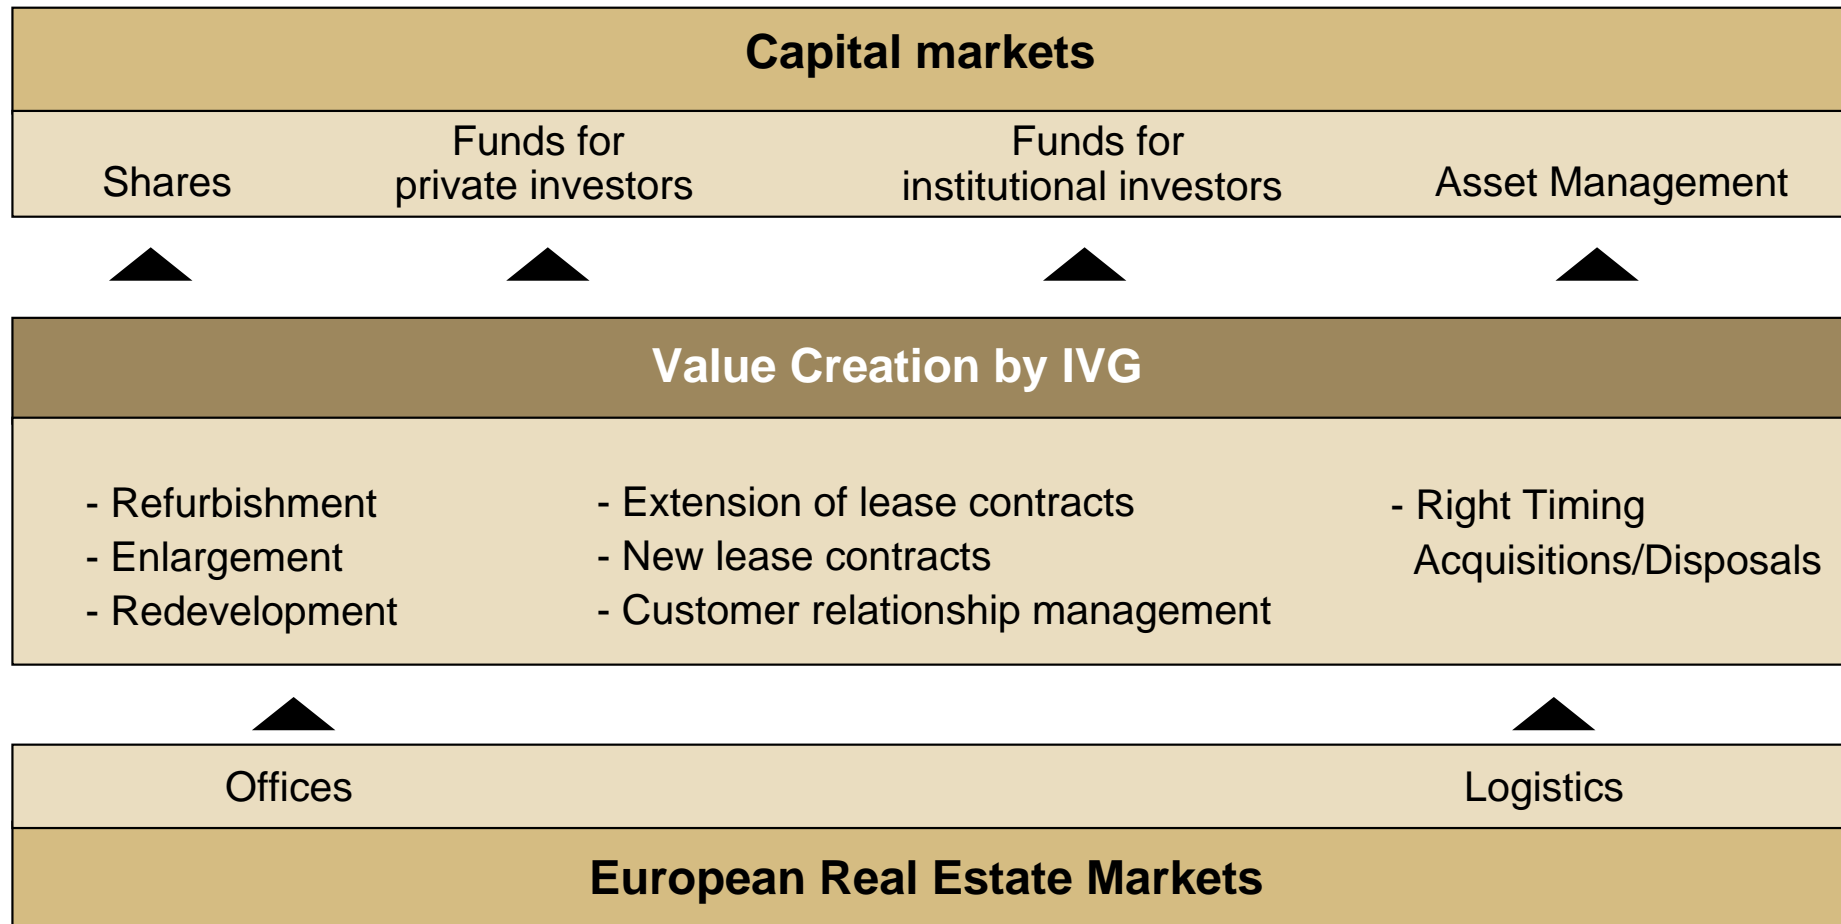 Capital markets
Shares
Funds for
private investors
Funds for
institutional investors
Asset Management
Value Creation by IVG
- Refurbishment
- Enlargement
- Redevelopment
- Extension of lease contracts
- New lease contracts
- Customer relationship management
- Right Timing
Acquisitions/Disposals
Offices
Logistics
European Real Estate Markets